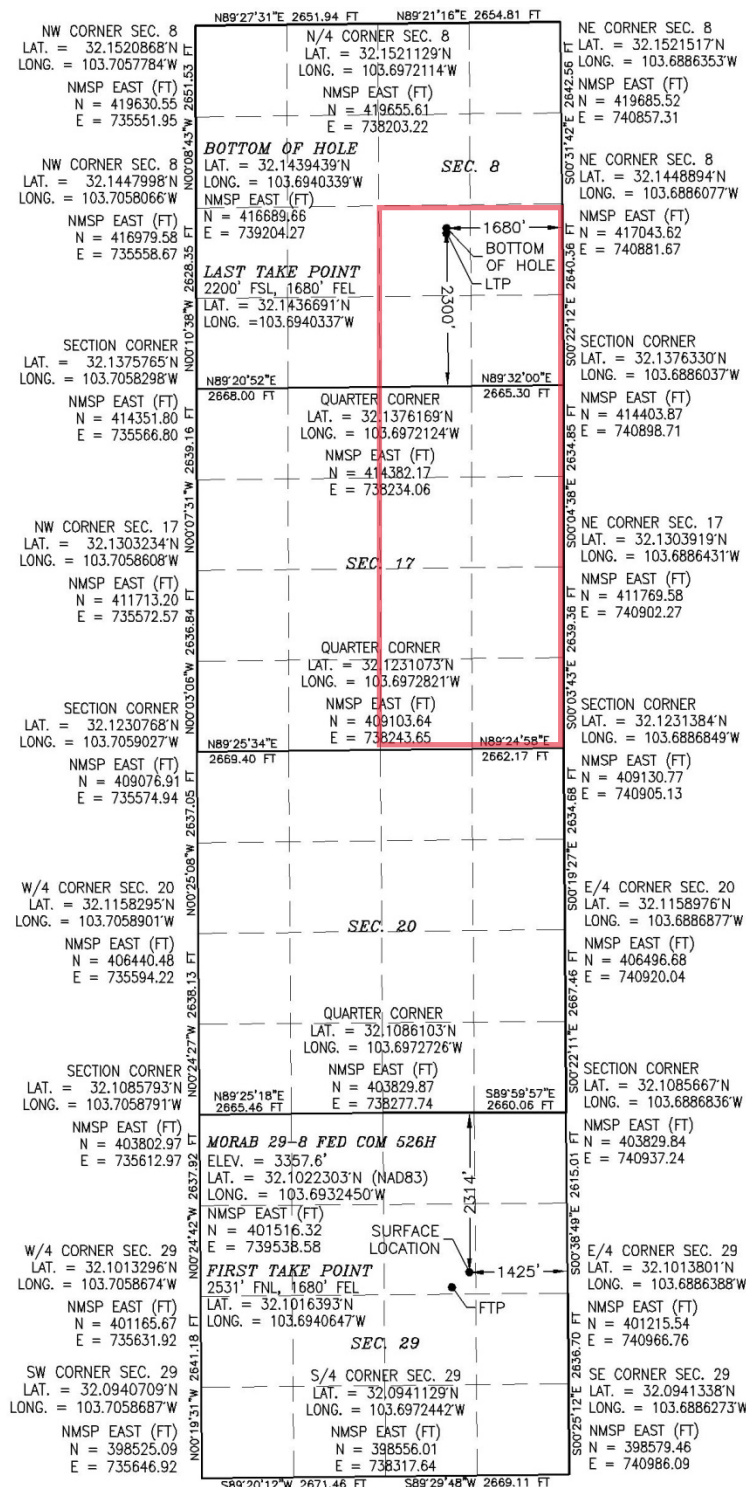 N89°27'31"E 2651.94 FT
N89°21'16"E 2654.81 FT
NW CORNER SEC. 8
LAT. = 32.1520868'N
LONG. = 103.7057784'W
NMSP EAST (FT)
N = 419630.55
E = 735551.95
N/4 CORNER SEC. 8
LAT. = 32.1521129'N
LONG. = 103.6972114'W
NMSP EAST (FT)
N = 419655.61
E = 738203.22
NE CORNER SEC. 8
LAT. = 32.1521517'N
LONG. = 103.6886353'W
NMSP EAST (FT)
N = 419685.52
E = 740857.31
N00°08'43"W 2651.53 FT
S00°31'42"E 2642.56 FT
BOTTOM OF HOLE
LAT. = 32.1439439'N
LONG. = 103.6940339'W
NMSP EAST (FT)
N = 416689.66
E = 739204.27
SEC. 8
NW CORNER SEC. 8
LAT. = 32.1447998'N
LONG. = 103.7058066'W
NMSP EAST (FT)
N = 416979.58
E = 735558.67
NE CORNER SEC. 8
LAT. = 32.1448894'N
LONG. = 103.6886077'W
NMSP EAST (FT)
N = 417043.62
E = 740881.67
1680'
BOTTOM
OF HOLE
LTP
2300'
LAST TAKE POINT
2200' FSL, 1680' FEL
LAT. = 32.1436691'N
LONG. =103.6940337'W
N00°10'38"W 2628.35 FT
S00°22'12"E 2640.36 FT
SECTION CORNER
LAT. = 32.1375765'N
LONG. = 103.7058298'W
NMSP EAST (FT)
N = 414351.80
E = 735566.80
N89°20'52"E
2668.00 FT
N89°32'00"E
2665.30 FT
QUARTER CORNER
LAT. = 32.1376169'N
LONG. = 103.6972124'W
NMSP EAST (FT)
N = 414382.17
E = 738234.06
SECTION CORNER
LAT. = 32.1376330'N
LONG. = 103.6886037'W
NMSP EAST (FT)
N = 414403.87
E = 740898.71
N00°07'31"W 2639.16 FT
S00°04'38"E 2634.85 FT
NW CORNER SEC. 17
LAT. = 32.1303234'N
LONG. = 103.7058608'W
NMSP EAST (FT)
N = 411713.20
E = 735572.57
SEC. 17
NE CORNER SEC. 17
LAT. = 32.1303919'N
LONG. = 103.6886431'W
NMSP EAST (FT)
N = 411769.58
E = 740902.27
N00°03'06"W 2636.84 FT
S00°03'43"E 2639.36 FT
SECTION CORNER
LAT. = 32.1230768'N
LONG. = 103.7059027'W
NMSP EAST (FT)
N = 409076.91
E = 735574.94
QUARTER CORNER
LAT. = 32.1231073'N
LONG. = 103.6972821'W
NMSP EAST (FT)
N = 409103.64
E = 738243.65
SECTION CORNER
LAT. = 32.1231384'N
LONG. = 103.6886849'W
NMSP EAST (FT)
N = 409130.77
E = 740905.13
N89°25'34"E
2669.40 FT
N89°24'58"E
2662.17 FT
N00°25'08"W 2637.05 FT
S00°19'27"E 2634.68 FT
W/4 CORNER SEC. 20
LAT. = 32.1158295'N
LONG. = 103.7058901'W
NMSP EAST (FT)
N = 406440.48
E = 735594.22
SEC. 20
E/4 CORNER SEC. 20
LAT. = 32.1158976'N
LONG. = 103.6886877'W
NMSP EAST (FT)
N = 406496.68
E = 740920.04
N00°24'27"W 2638.13 FT
S00°22'11"E 2667.46 FT
SECTION CORNER
LAT. = 32.1085793'N
LONG. = 103.7058791'W
NMSP EAST (FT)
N = 403802.97
E = 735612.97
QUARTER CORNER
LAT. = 32.1086103'N
LONG. = 103.6972726'W
NMSP EAST (FT)
N = 403829.87
E = 738277.74
SECTION CORNER
LAT. = 32.1085667'N
LONG. = 103.6886836'W
NMSP EAST (FT)
N = 403829.84
E = 740937.24
N89°25'18"E
2665.46 FT
S89°59'57"E
2660.06 FT
MORAB 29-8 FED COM 526H
ELEV. = 3357.6'
LAT. = 32.1022303'N (NAD83)
LONG. = 103.6932450'W
NMSP EAST (FT)
N = 401516.32
E = 739538.58
2314'
SURFACE
LOCATION
1425'
FTP
N00°24'42"W 2637.92 FT
S00°38'49"E 2615.01 FT
W/4 CORNER SEC. 29
LAT. = 32.1013296'N
LONG. = 103.7058674'W
NMSP EAST (FT)
N = 401165.67
E = 735631.92
FIRST TAKE POINT
2531' FNL, 1680' FEL
LAT. = 32.1016393'N
LONG. =103.6940647'W
E/4 CORNER SEC. 29
LAT. = 32.1013801'N
LONG. = 103.6886388'W
NMSP EAST (FT)
N = 401215.54
E = 740966.76
SEC. 29
N00°19'31"W 2641.18 FT
S00°25'12"E 2636.70 FT
SW CORNER SEC. 29
LAT. = 32.0940709'N
LONG. = 103.7058687'W
NMSP EAST (FT)
N = 398525.09
E = 735646.92
S/4 CORNER SEC. 29
LAT. = 32.0941129'N
LONG. = 103.6972442'W
NMSP EAST (FT)
N = 398556.01
E = 738317.64
SE CORNER SEC. 29
LAT. = 32.0941338'N
LONG. = 103.6886273'W
NMSP EAST (FT)
N = 398579.46
E = 740986.09
S89°20'12"W 2671.46 FT
S89°29'48"W 2669.11 FT